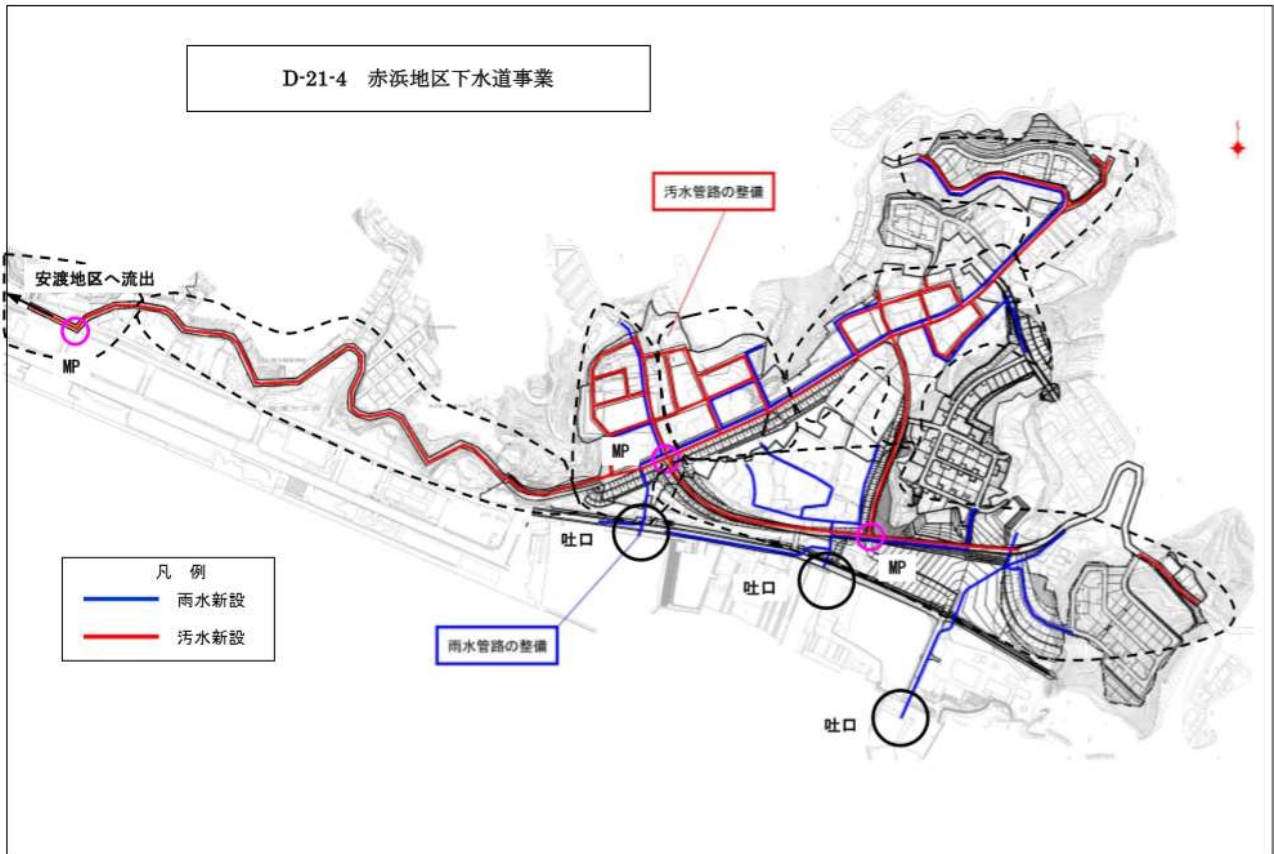 D-21-4 赤浜地区下水道事業
汚水管路の整備
安渡地区へ流出
MP
MP
吐口
吐口
MP
吐口
雨水管路の整備
凡 例
雨水新設
汚水新設